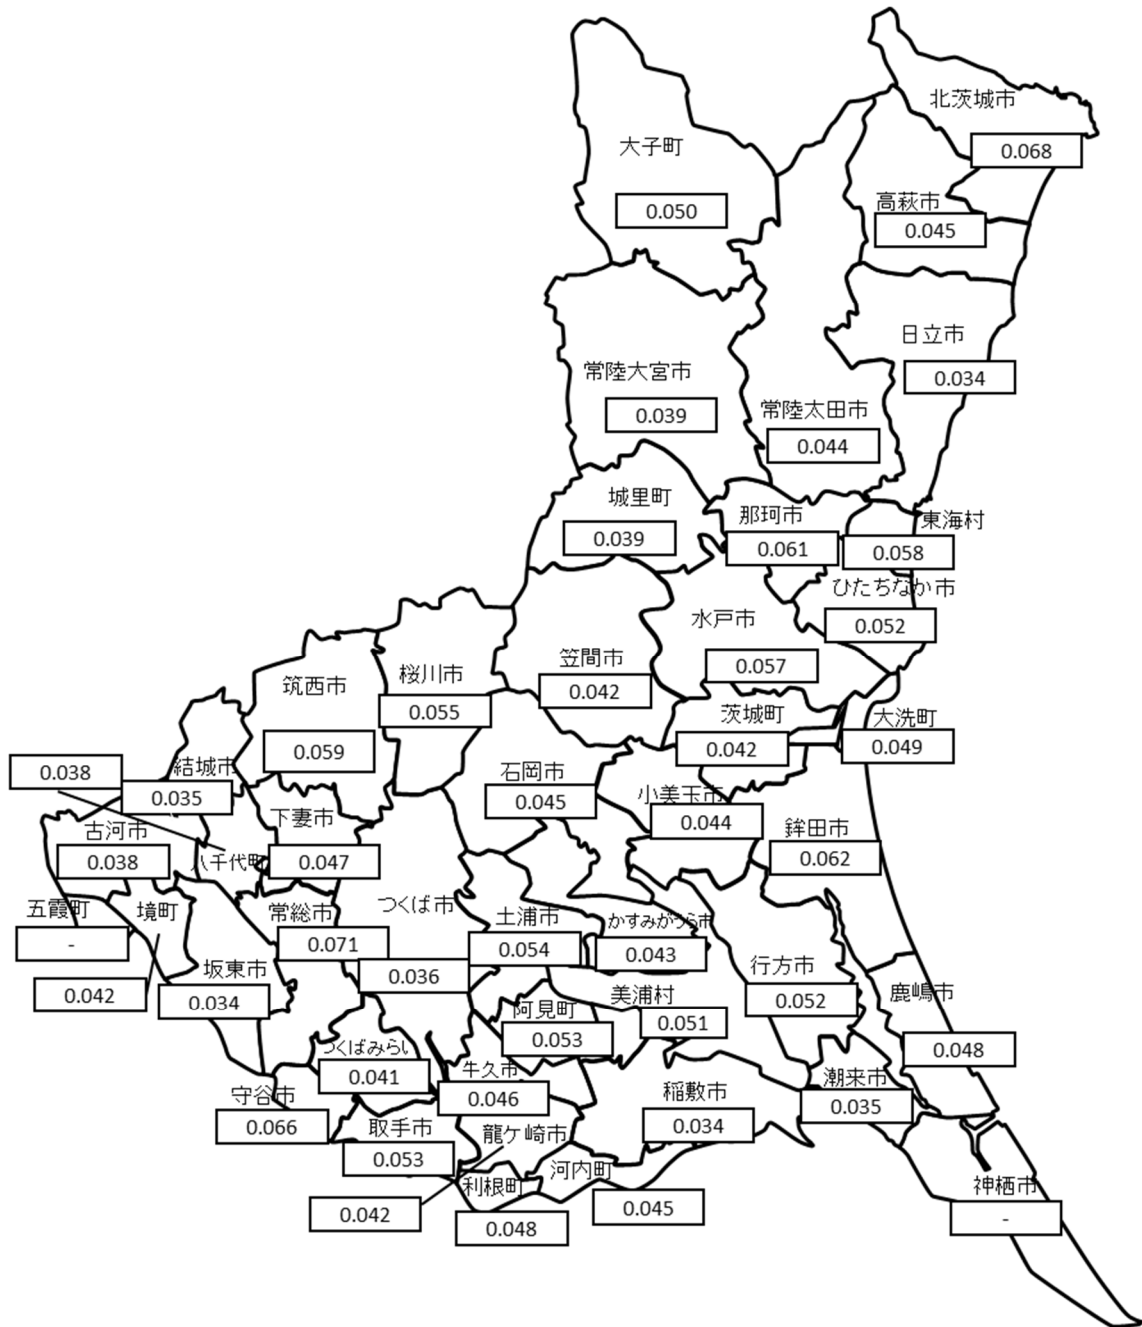 北茨城市
0.068
大子町
0.050
高萩市
0.045
日立市
0.034
常陸大宮市
0.039
常陸太田市
0.044
城里町
0.039
那珂市
0.061
東海村
0.058
ひたちなか市
0.052
水戸市
0.057
笠間市
0.042
桜川市
0.055
筑西市
0.059
茨城町
0.042
大洗町
0.049
結城市
0.035
0.038
八千代町
石岡市
0.045
小美玉市
0.044
下妻市
0.047
古河市
0.038
鉾田市
0.062
五霞町
-
境町
0.042
常総市
0.071
つくば市
0.036
土浦市
0.054
かすみがうら市
0.043
坂東市
0.034
行方市
0.052
鹿嶋市
0.048
阿見町
0.053
美浦村
0.051
つくばみらい
0.041
牛久市
0.046
潮来市
0.035
稲敷市
0.034
守谷市
0.066
取手市
0.053
龍ケ崎市
0.042
利根町
0.048
河内町
0.045
神栖市
-